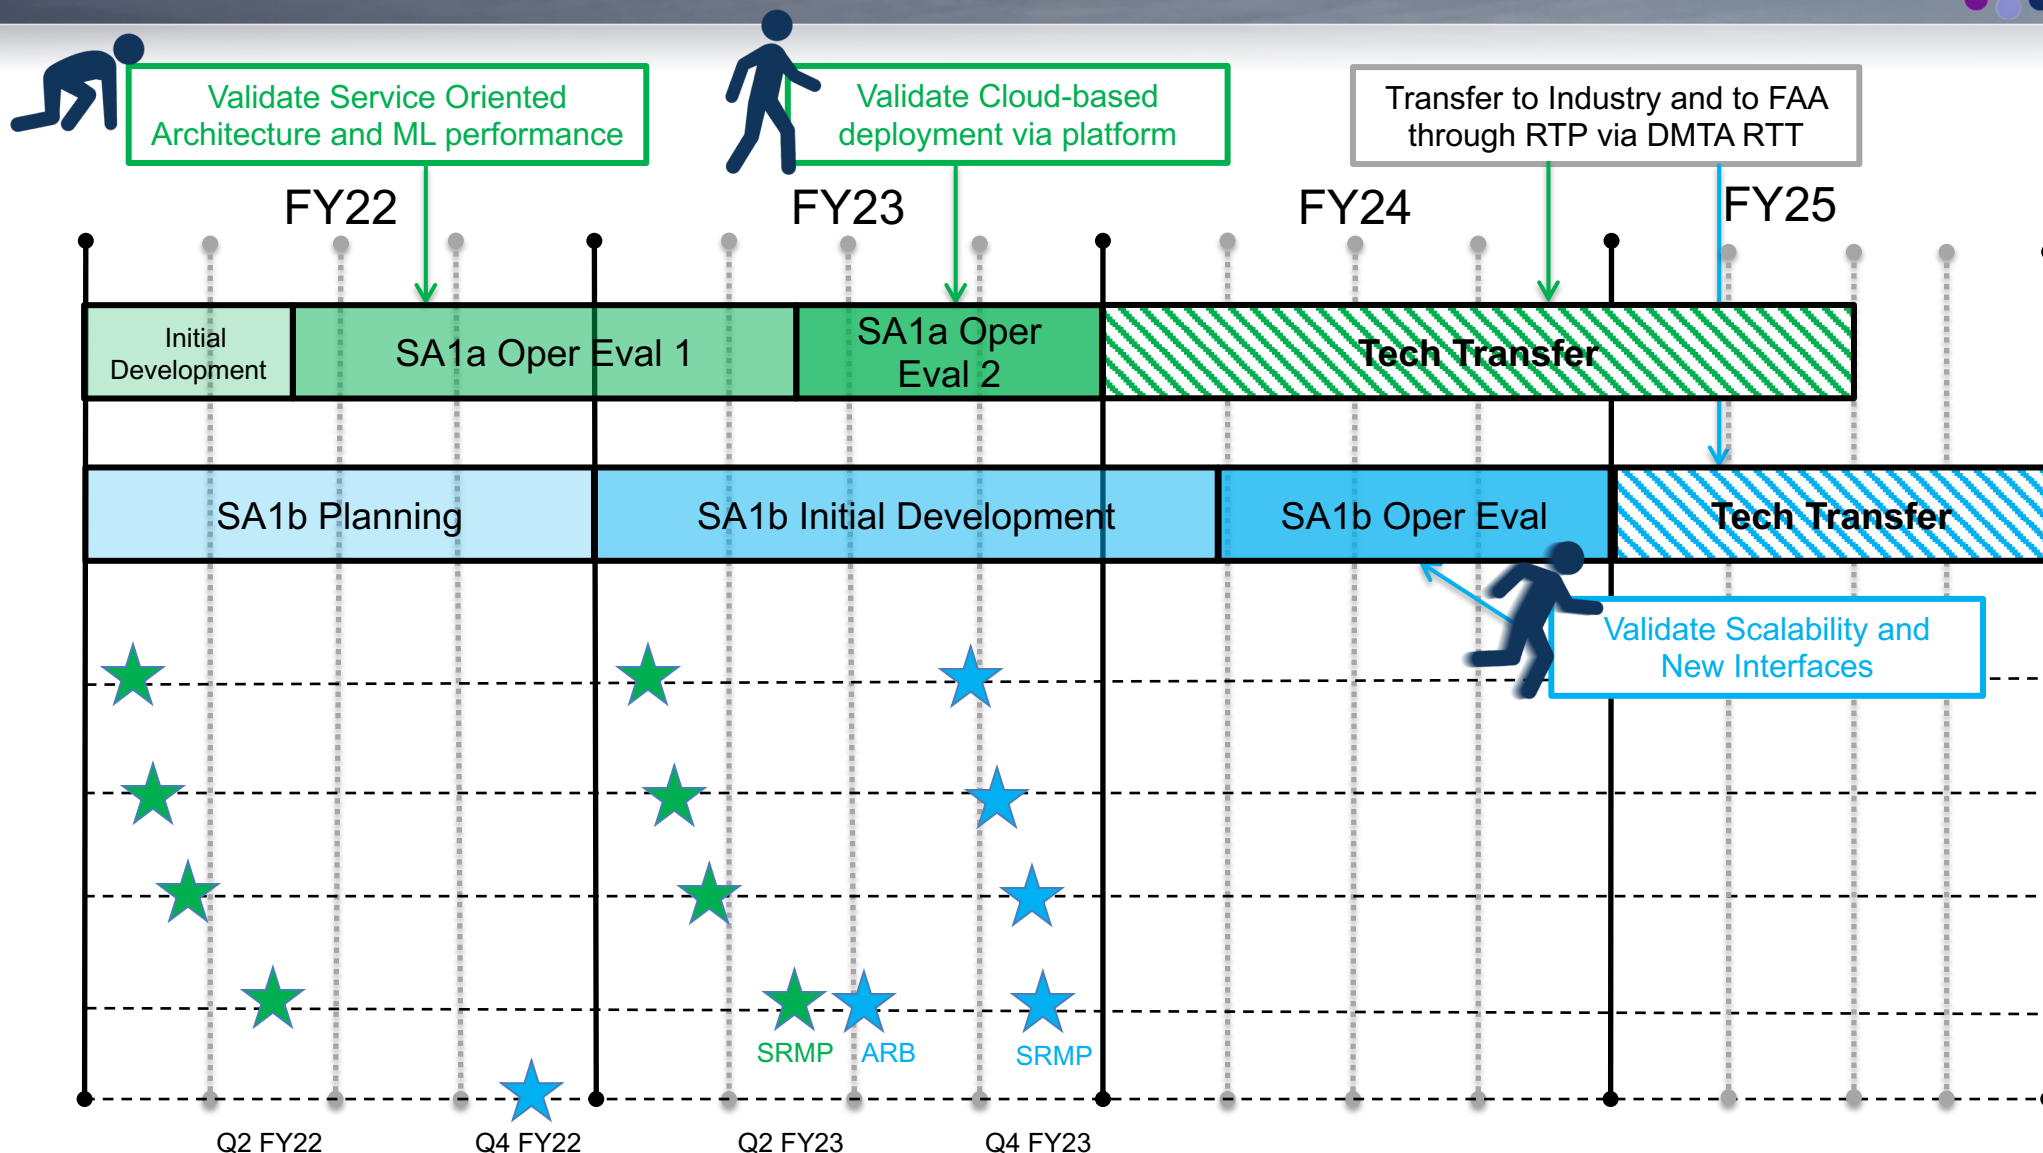 Validate Service Oriented
Architecture and ML performance
Validate Cloud-based
deployment via platform
Transfer to Industry and to FAA
through RTP via DMTA RTT
FY22
FY23
FY24
FY25
Initial
Development
SA1a Oper Eval 1
SA1a Oper
Eval 2
Tech Transfer
SA1b Planning
SA1b Initial Development
SA1b Oper Eval
Tech Transfer
Validate Scalability and
New Interfaces
SRMP
ARB
SRMP
Q2 FY22
Q4 FY22
Q2 FY23
Q4 FY23